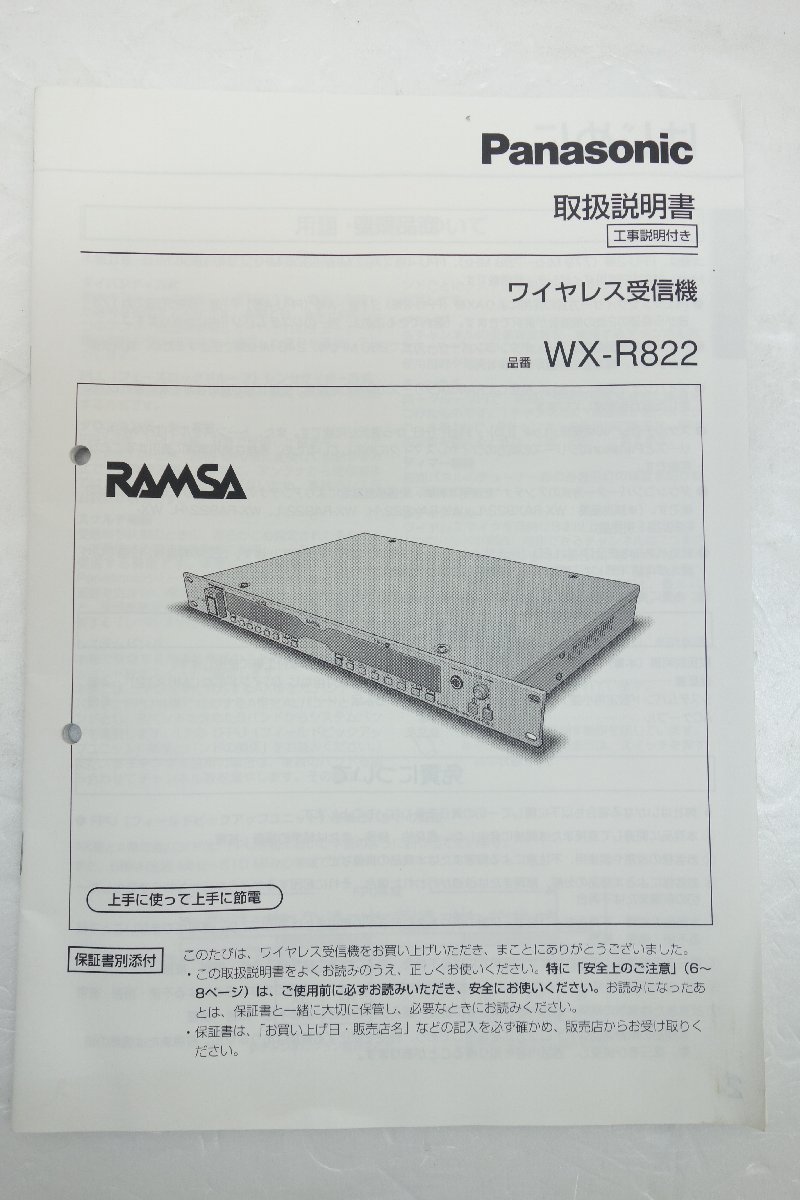 Panasonic
取扱説明書
工事説明付き
ワイヤレス受信機
品番 WX-R822
RAMSA
上手に使って上手に節電
保証書別添付
このたびは、ワイヤレス受信機をお買い上げいただき、まことにありがとうございました。
・この取扱説明書をよくお読みのうえ、正しくお使いください。特に「安全上のご注意」(6〜
8ページ)は、ご使用前に必ずお読みいただき、安全にお使いください。お読みになったあ
とは、保証書と一緒に大切に保管し、必要なときにお読みください。
・保証書は、「お買い上げ日・販売店名」などの記入を必ず確かめ、販売店からお受け取りく
ださい。